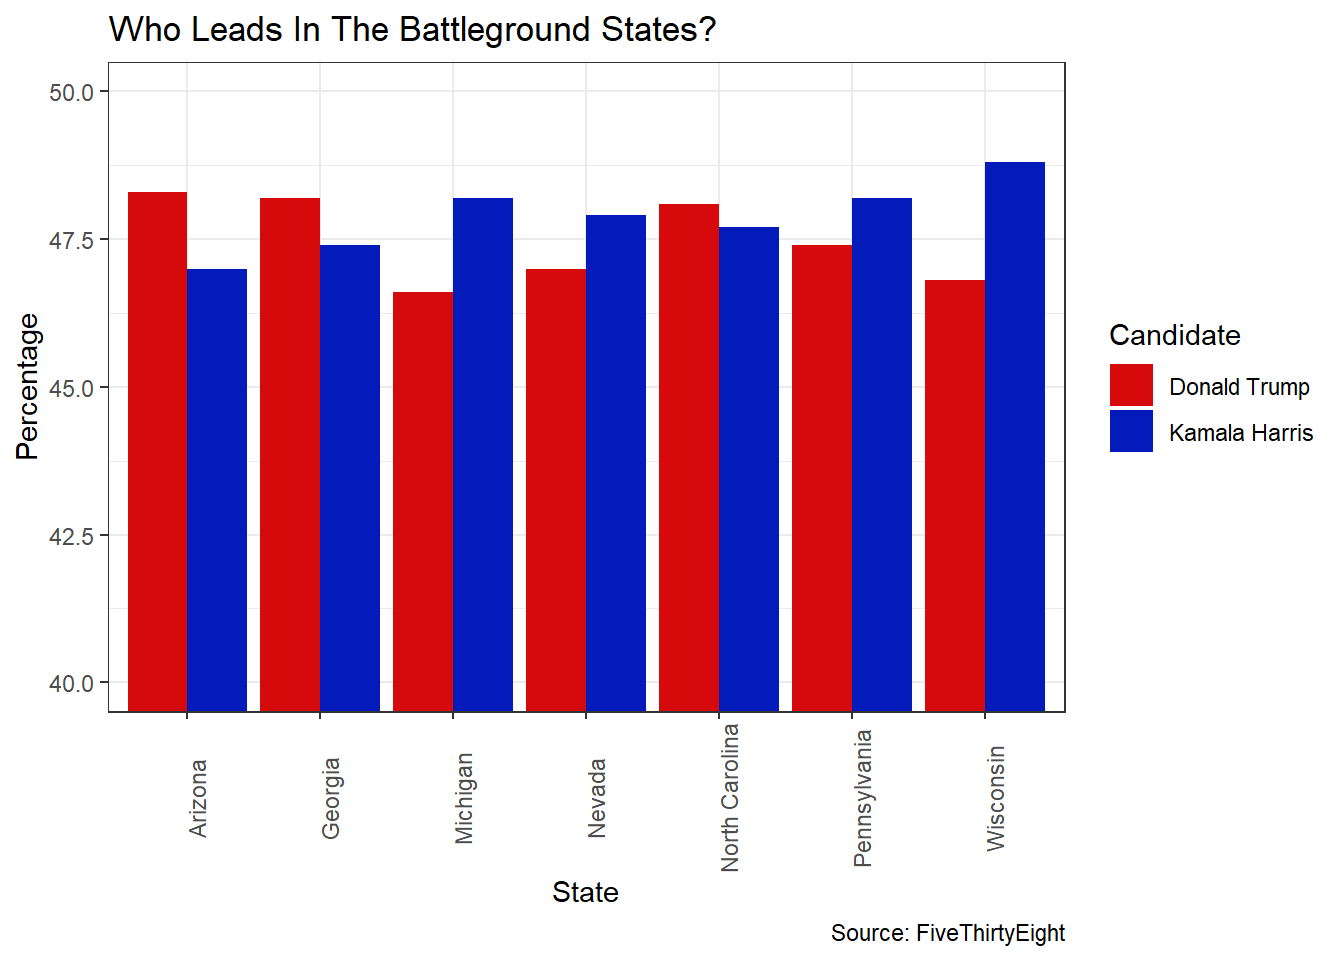 Who Leads In The Battleground States?
Percentage
50.0
47.5
45.0
42.5
40.0
Arizona
Georgia
Michigan
Nevada
North Carolina
Pennsylvania
Wisconsin
State
Candidate
Donald Trump
Kamala Harris
Source: FiveThirtyEight